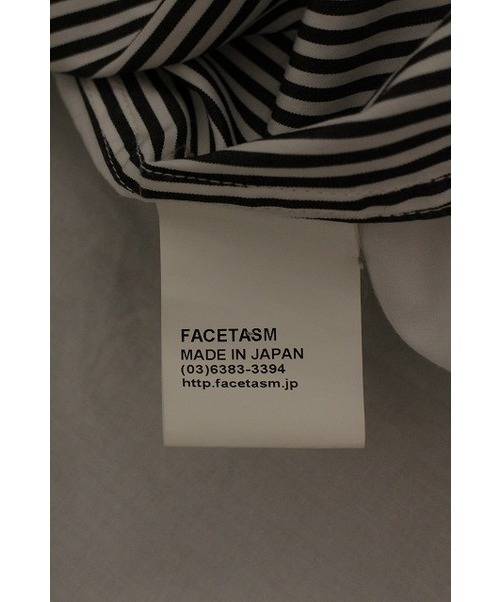 FACETASM
MADE IN JAPAN
(03)6383-3394
http.facetasm.jp